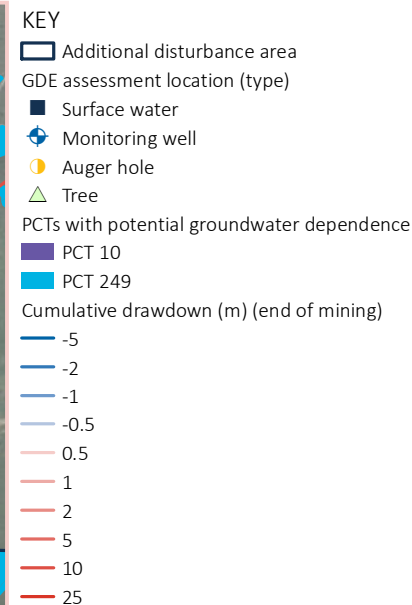 KEY
Additional disturbance area
GDE assessment location (type)
Surface water
Monitoring well
Auger hole
Tree
PCTs with potential groundwater dependence
PCT 10
PCT 249
Cumulative drawdown (m) (end of mining)
-5
-2
-1
-0.5
0.5
1
2
5
10
25